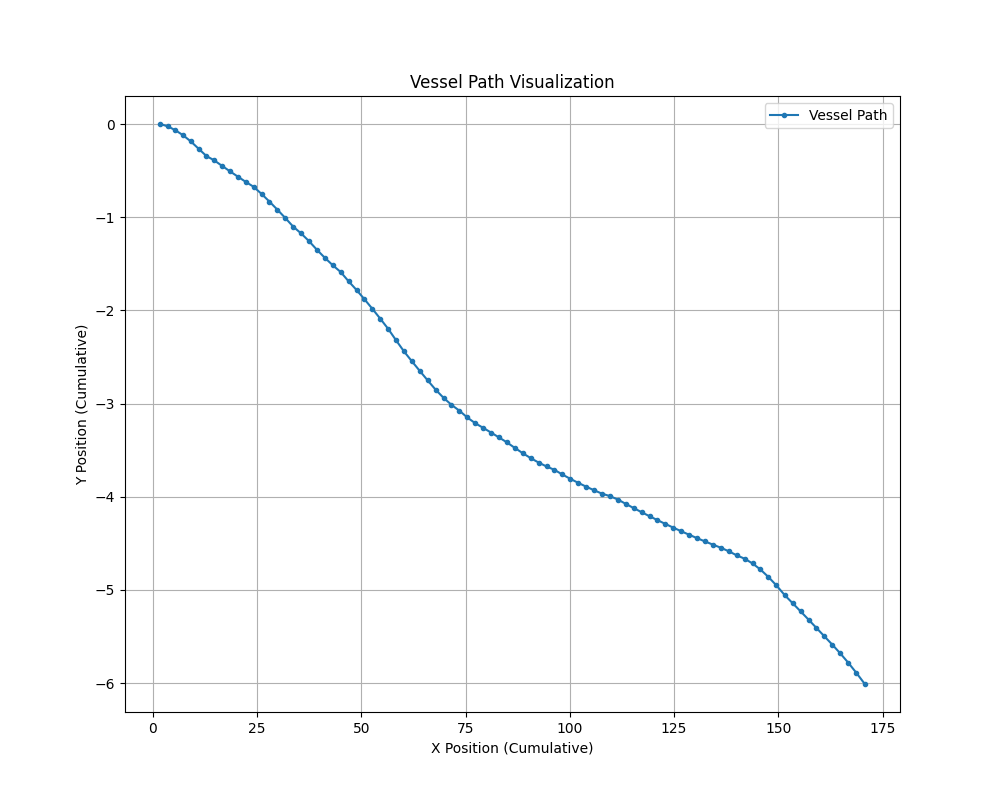 Vessel Path Visualization
Vessel Path
Y Position (Cumulative)
0
−1
−2
−3
−4
−5
−6
0 25 50 75 100 125 150 175
X Position (Cumulative)